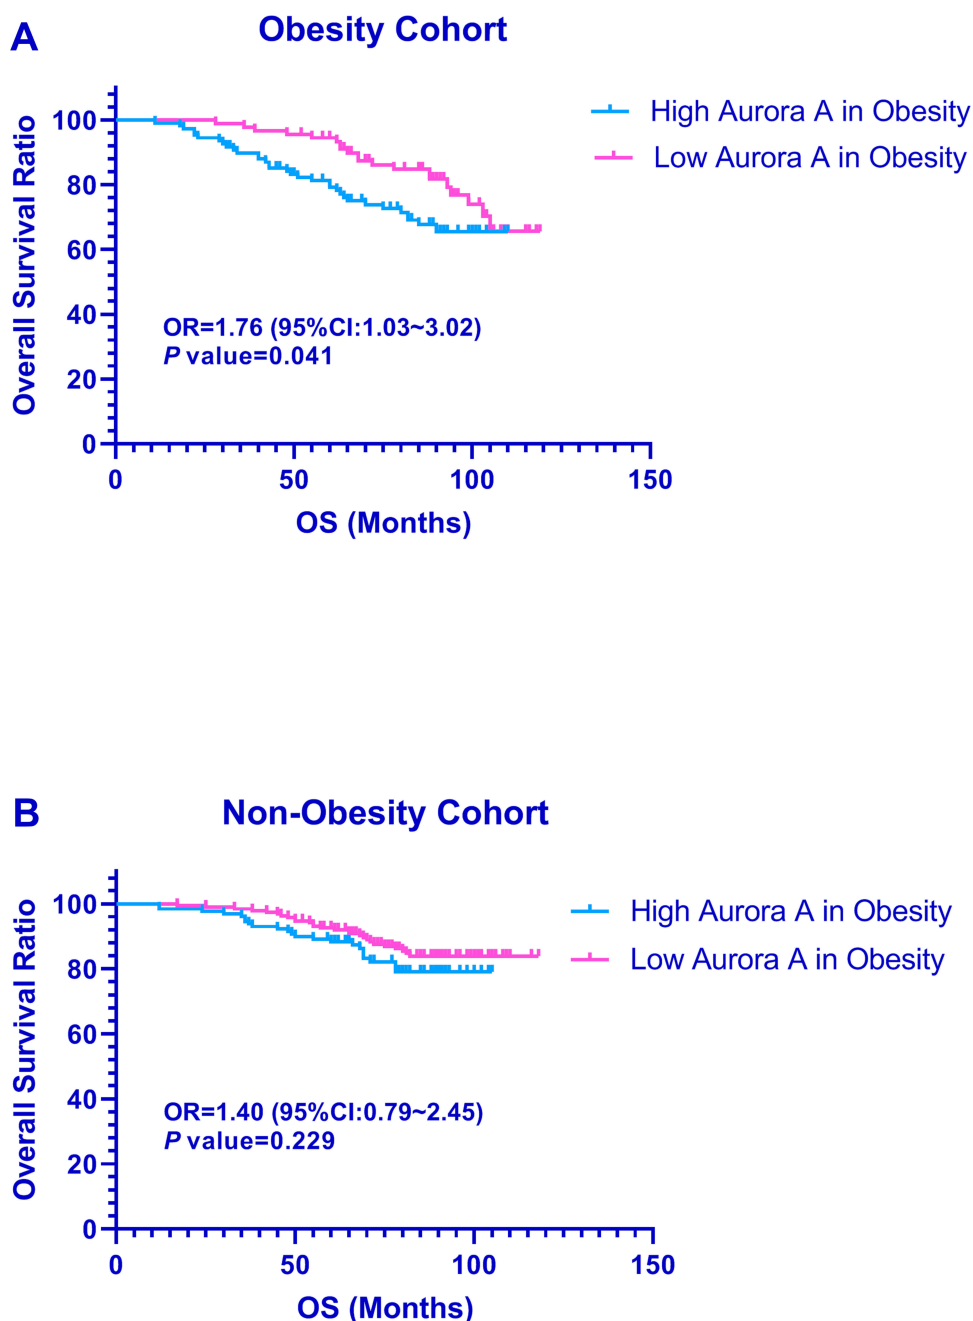 A
Obesity Cohort
High Aurora A in Obesity
Low Aurora A in Obesity
Overall Survival Ratio
100
80
60
40
20
0
OR=1.76 (95%CI:1.03~3.02)
P value=0.041
0 50 100 150
OS (Months)
B
Non-Obesity Cohort
High Aurora A in Obesity
Low Aurora A in Obesity
Overall Survival Ratio
100
80
60
40
20
0
OR=1.40 (95%CI:0.79~2.45)
P value=0.229
0 50 100 150
OS (Months)